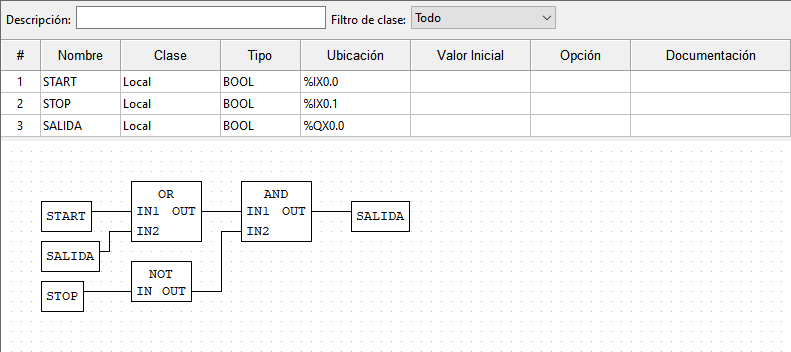 Descripción: Filtro de clase: Todo
# Nombre Clase Tipo Ubicación Valor Inicial Opción Documentación
1 START Local BOOL %IX0.0
2 STOP Local BOOL %IX0.1
3 SALIDA Local BOOL %QX0.0
OR AND
START IN1 OUT IN1 OUT SALIDA
IN2 IN2
SALIDA
NOT
STOP IN OUT